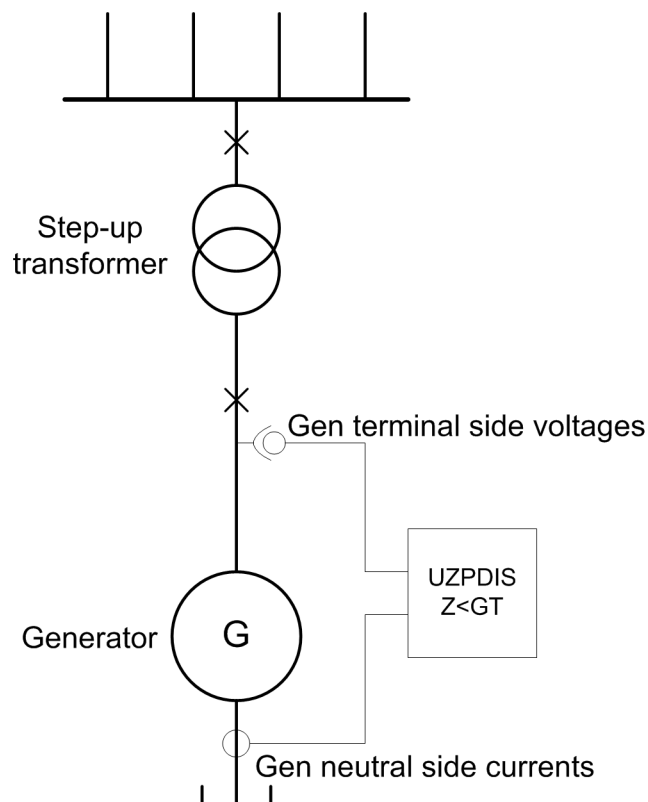 Step-up
transformer
Gen terminal side voltages
UZPDIS
Z<GT
Generator
G
Gen neutral side currents